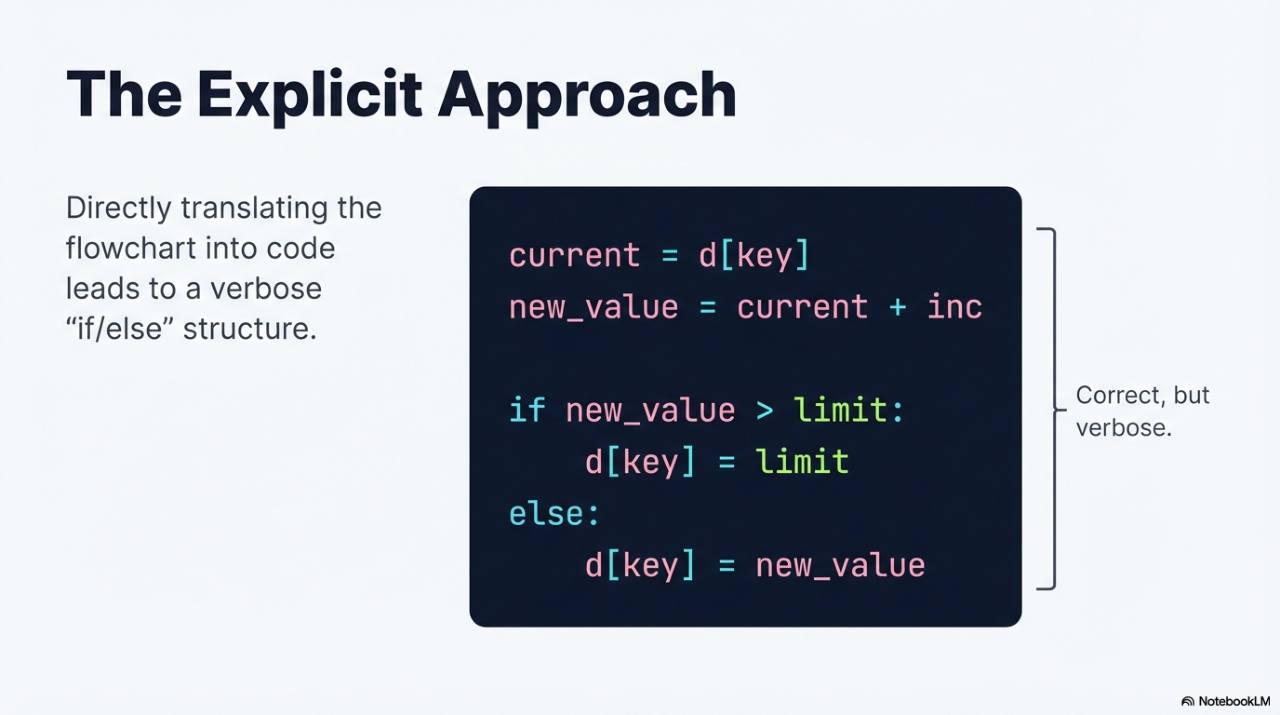 The Explicit Approach
Directly translating the
flowchart into code
leads to a verbose
“if/else” structure.
current = d[key]
new_value = current + inc
if new_value > limit:
    d[key] = limit
else:
    d[key] = new_value
Correct, but
verbose.
NotebookLM